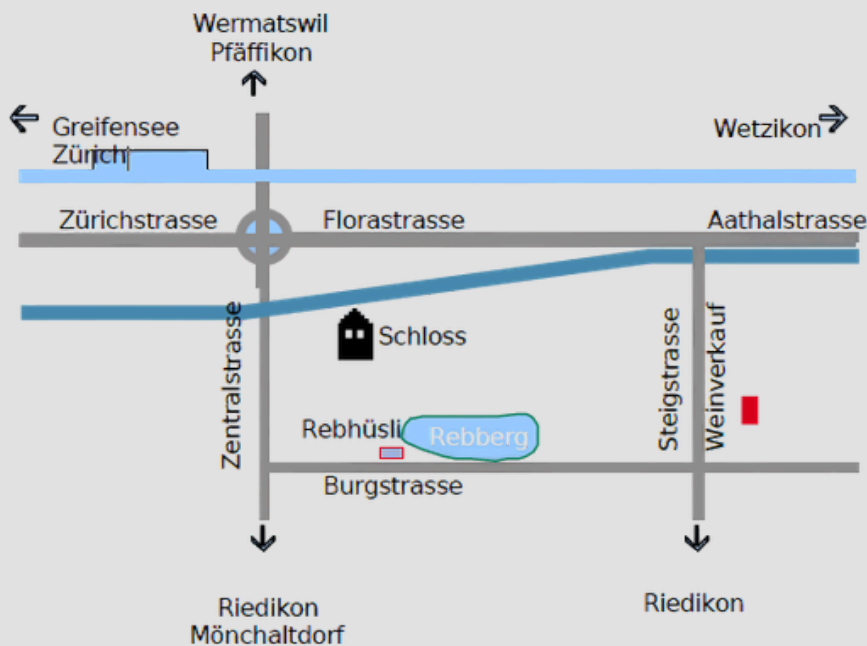 Wermatswil
Pfäffikon
Greifensee
Zürich
Wetzikon
Zürichstrasse
Florastrasse
Aathalstrasse
Zentralstrasse
Schloss
Steigstrasse
Weinverkauf
Rebhüsli
Rebberg
Burgstrasse
Riedikon
Mönchaltdorf
Riedikon